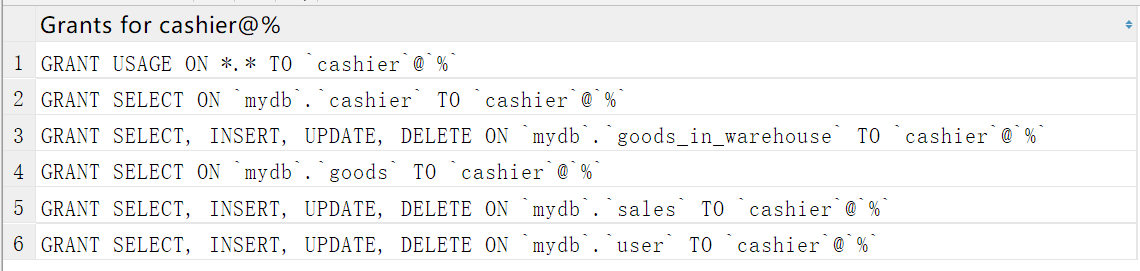 Grants for cashier@%
1 GRANT USAGE ON *.* TO `cashier`@`%`
2 GRANT SELECT ON `mydb`.`cashier` TO `cashier`@`%`
3 GRANT SELECT, INSERT, UPDATE, DELETE ON `mydb`.`goods_in_warehouse` TO `cashier`@`%`
4 GRANT SELECT ON `mydb`.`goods` TO `cashier`@`%`
5 GRANT SELECT, INSERT, UPDATE, DELETE ON `mydb`.`sales` TO `cashier`@`%`
6 GRANT SELECT, INSERT, UPDATE, DELETE ON `mydb`.`user` TO `cashier`@`%`